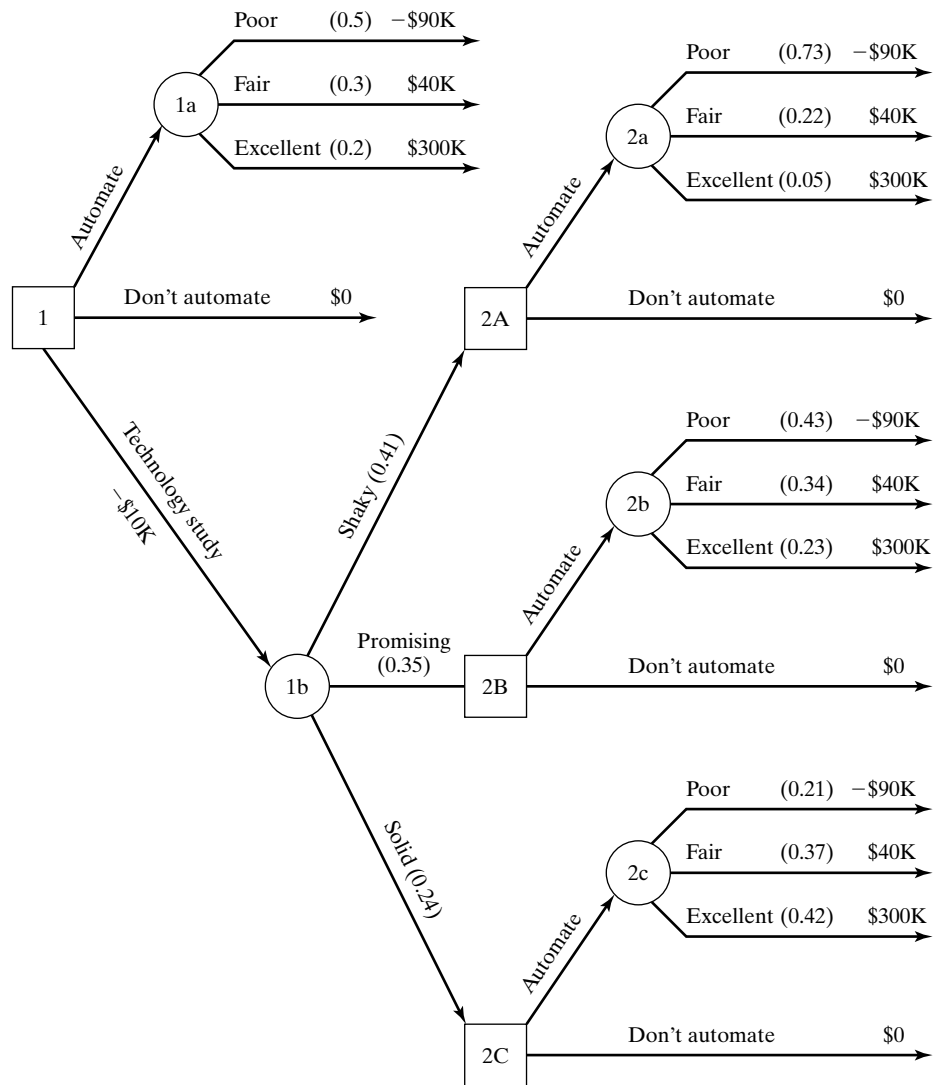 Poor (0.5) −$90K
1a
Fair (0.3) $40K
Excellent (0.2) $300K
Automate
1
Don't automate $0
Technology study
−$10K
1b
Shaky (0.41)
Promising
(0.35)
Solid (0.24)
2A
Automate
2a
Poor (0.73) −$90K
Fair (0.22) $40K
Excellent (0.05) $300K
Don't automate $0
2B
Automate
2b
Poor (0.43) −$90K
Fair (0.34) $40K
Excellent (0.23) $300K
Don't automate $0
2C
Automate
2c
Poor (0.21) −$90K
Fair (0.37) $40K
Excellent (0.42) $300K
Don't automate $0